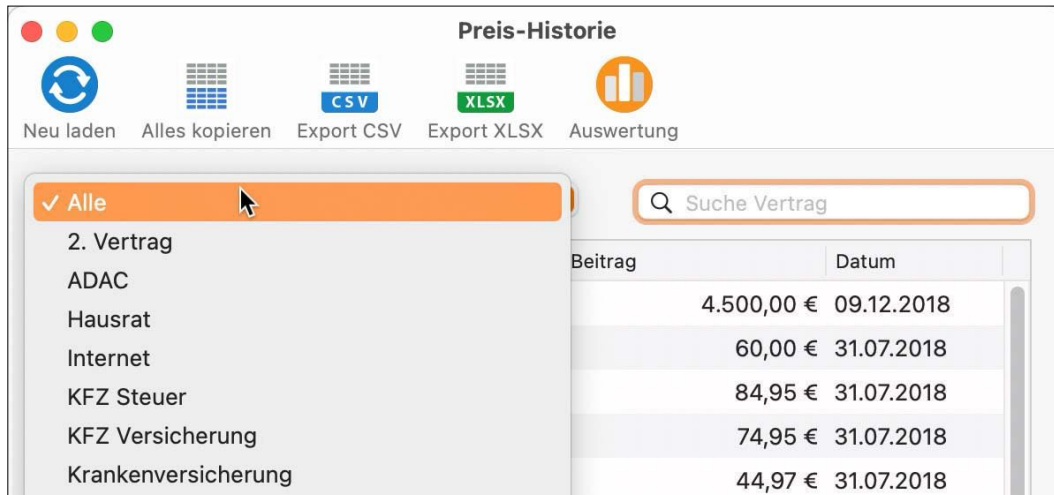 Preis-Historie
CSV
XLSX
Neu laden
Alles kopieren
Export CSV
Export XLSX
Auswertung
✓ Alle
Suche Vertrag
2. Vertrag
ADAC
Hausrat
Internet
KFZ Steuer
KFZ Versicherung
Krankenversicherung
Beitrag Datum
4.500,00 € 09.12.2018
60,00 € 31.07.2018
84,95 € 31.07.2018
74,95 € 31.07.2018
44,97 € 31.07.2018